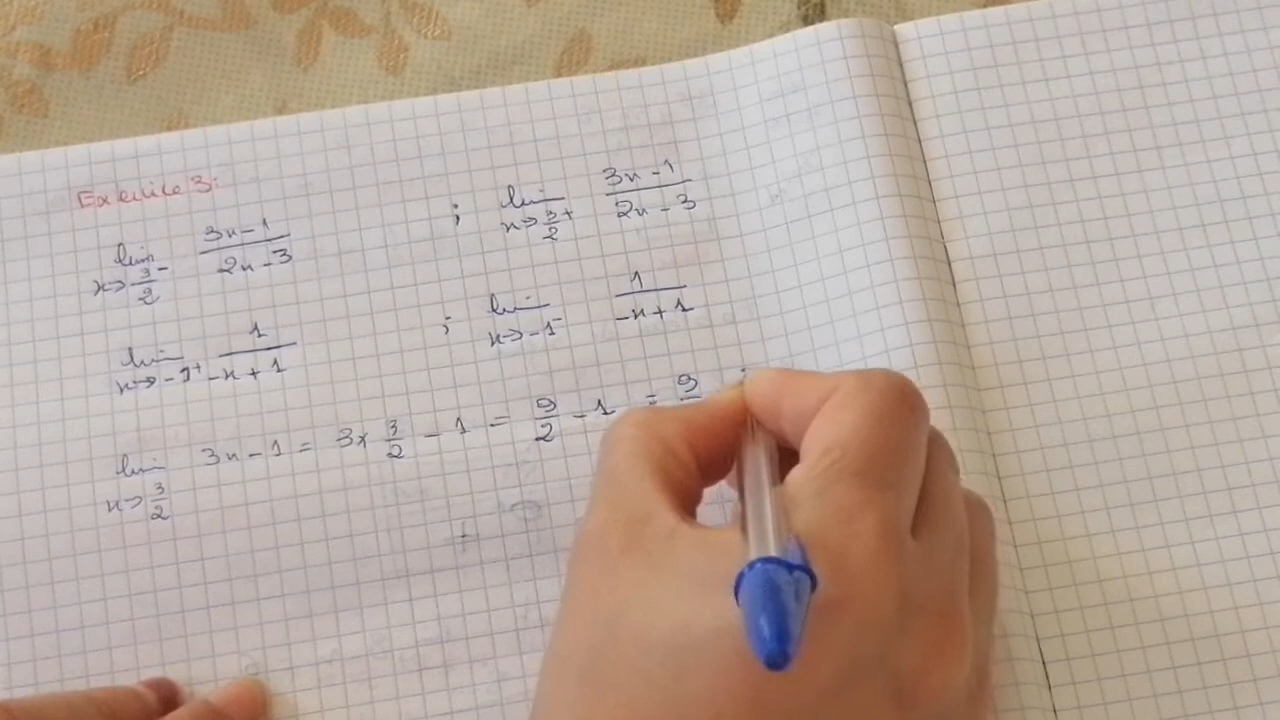 Exercice 3:
lim x→3/2⁻ (3x-1)/(2x-3) ; lim x→3/2⁺ (3x-1)/(2x-3)
lim x→-1⁺ 1/(-x+1) ; lim x→-1⁻ 1/(-x+1)
lim x→3/2 3x-1 = 3× 3/2 - 1 = 9/2 - 1 = 9